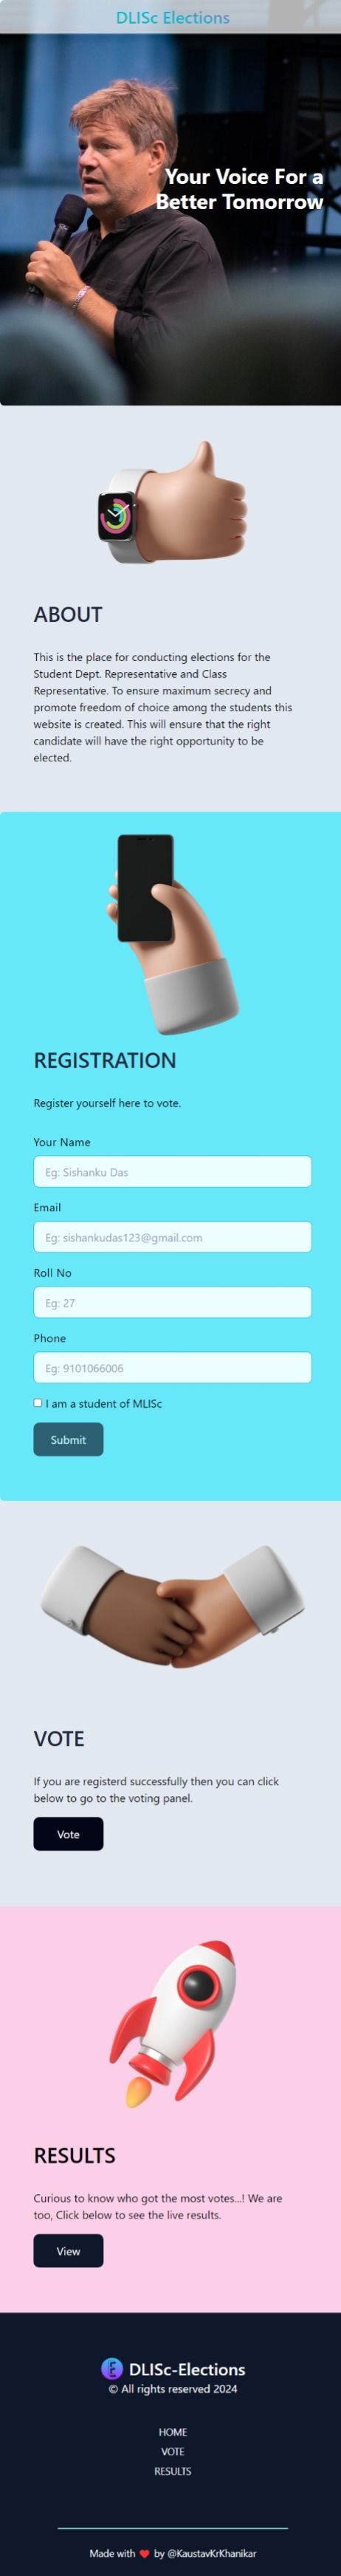 DLISc Elections
Your Voice For a
Better Tomorrow
ABOUT
This is the place for conducting elections for the
Student Dept. Representative and Class
Representative. To ensure maximum secrecy and
promote freedom of choice among the students this
website is created. This will ensure that the right
candidate will have the right opportunity to be
elected.
REGISTRATION
Register yourself here to vote.
Your Name
Eg: Sishanku Das
Email
Eg: sishankudas123@gmail.com
Roll No
Eg: 27
Phone
Eg: 9101066006
I am a student of MLISc
Submit
VOTE
If you are registerd successfully then you can click
below to go to the voting panel.
Vote
RESULTS
Curious to know who got the most votes...! We are
too, Click below to see the live results.
View
DLISc-Elections
© All rights reserved 2024
HOME
VOTE
RESULTS
Made with ❤ by @KaustavKrKhanikar